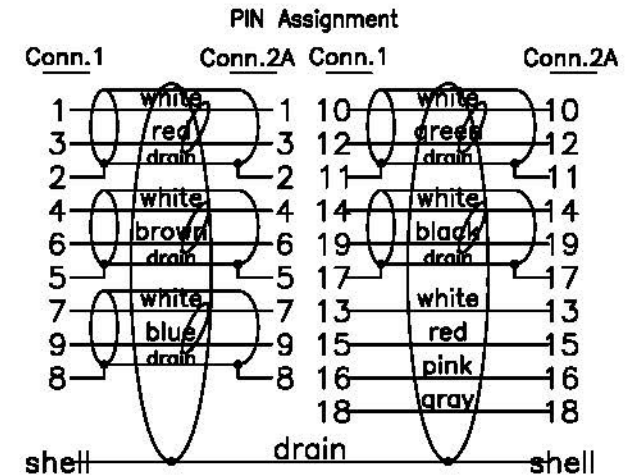 PIN Assignment
Conn.1 Conn.2A Conn.1 Conn.2A
1 white 1 10 white 10
3 red 3 12 green 12
2 drain 2 11 drain 11
4 white 4 14 white 14
6 brown 6 19 black 19
5 drain 5 17 drain 17
7 white 7 13 white 13
9 blue 9 15 red 15
8 drain 8 16 pink 16
18 gray 18
shell drain shell